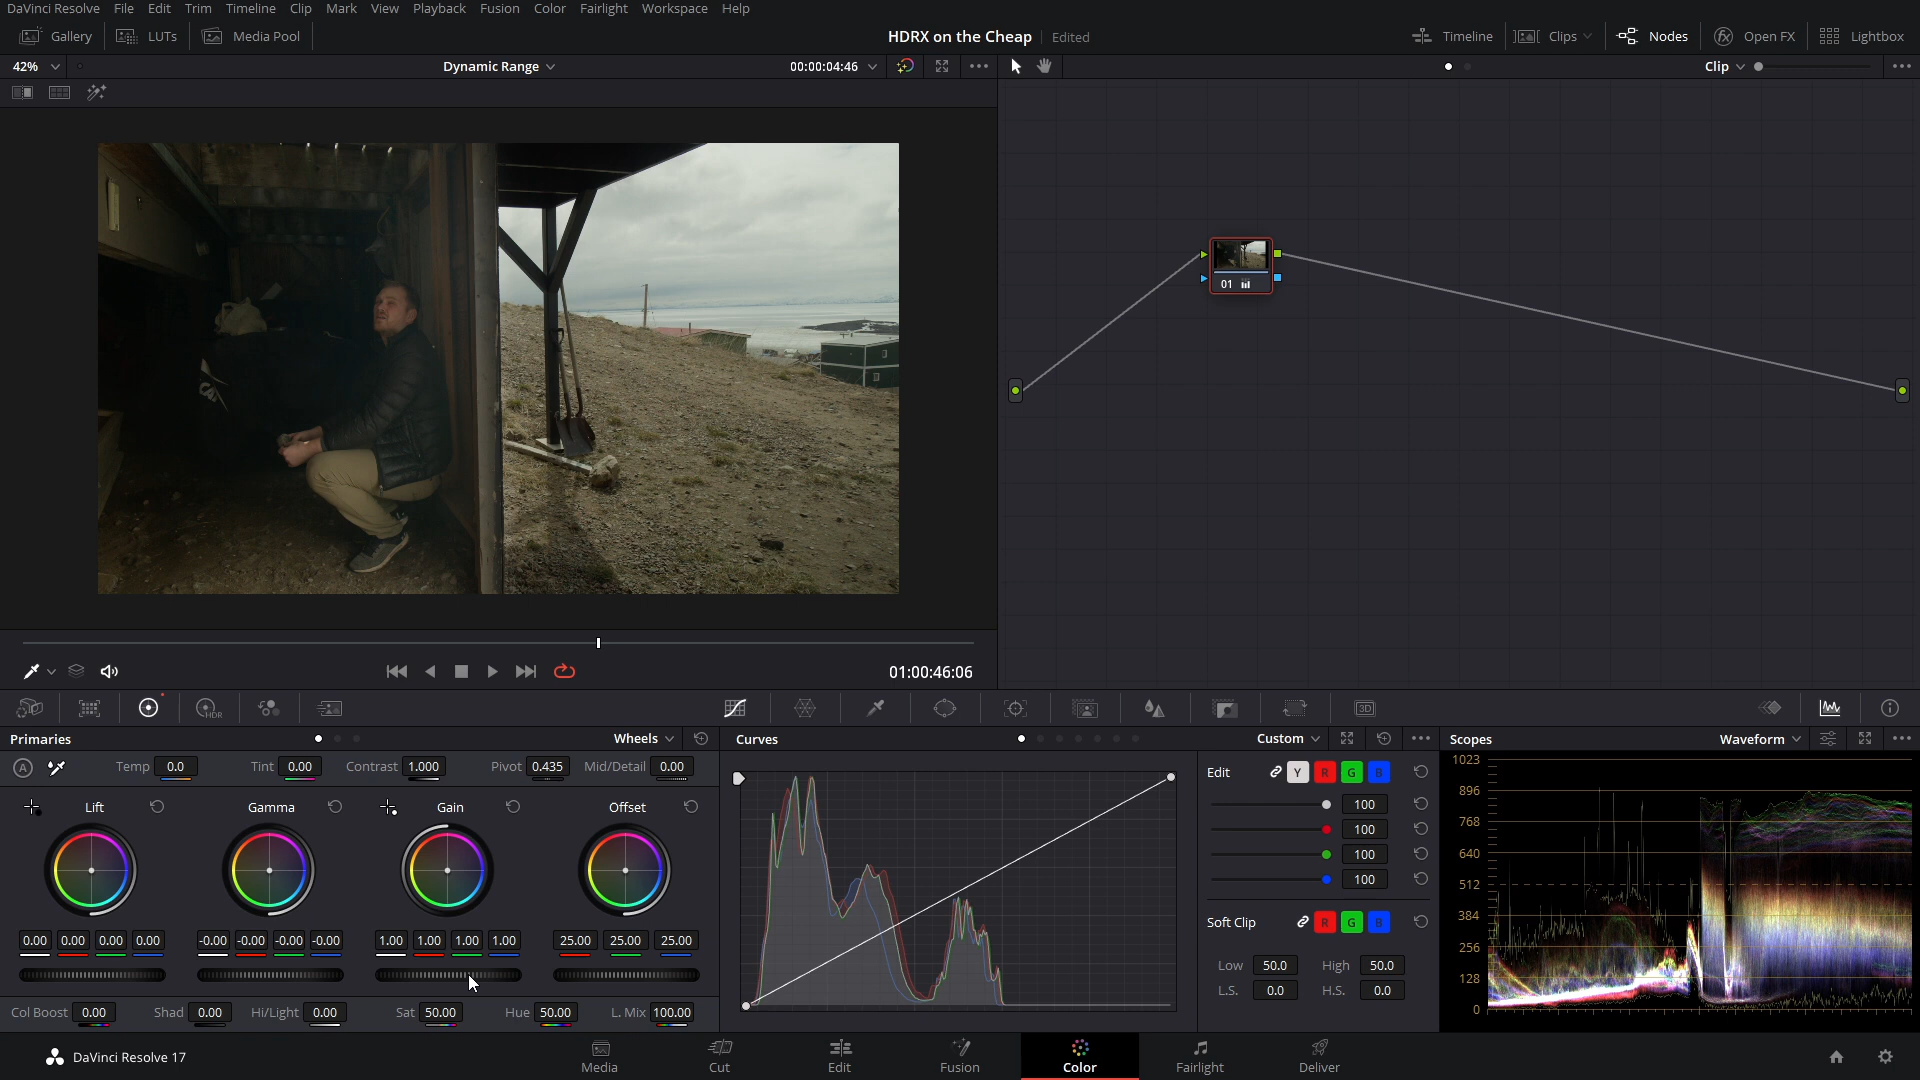 DaVinci Resolve File Edit Trim Timeline Clip Mark View Playback Fusion Color Fairlight Workspace Help
Gallery LUTs Media Pool HDRX on the Cheap Edited Timeline Clips Nodes Open FX Lightbox
42% Dynamic Range 00:00:04:46 Clip
01
01:00:46:06
HDR 3D
Primaries Wheels Curves Custom Scopes Waveform
A Temp 0.0 Tint 0.00 Contrast 1.000 Pivot 0.435 Mid/Detail 0.00
Lift Gamma Gain Offset
0.00 0.00 0.00 0.00 -0.00 -0.00 -0.00 -0.00 1.00 1.00 1.00 1.00 25.00 25.00 25.00
Col Boost 0.00 Shad 0.00 Hi/Light 0.00 Sat 50.00 Hue 50.00 L. Mix 100.00
Edit Y R G B
100
100
100
100
Soft Clip R G B
Low 50.0 High 50.0
L.S. 0.0 H.S. 0.0
1023
896
768
640
512
384
256
128
0
DaVinci Resolve 17 Media Cut Edit Fusion Color Fairlight Deliver